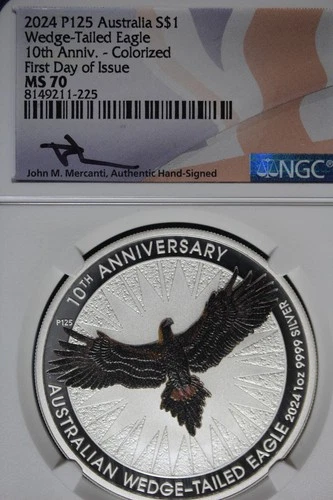 2024 P125 Australia S$1
Wedge-Tailed Eagle
10th Anniv. - Colorized
First Day of Issue
MS 70
8149211-225
John M. Mercanti, Authentic Hand-Signed
NGC®
10TH ANNIVERSARY
P125
AUSTRALIAN WEDGE-TAILED EAGLE 2024 1oz 9999 SILVER